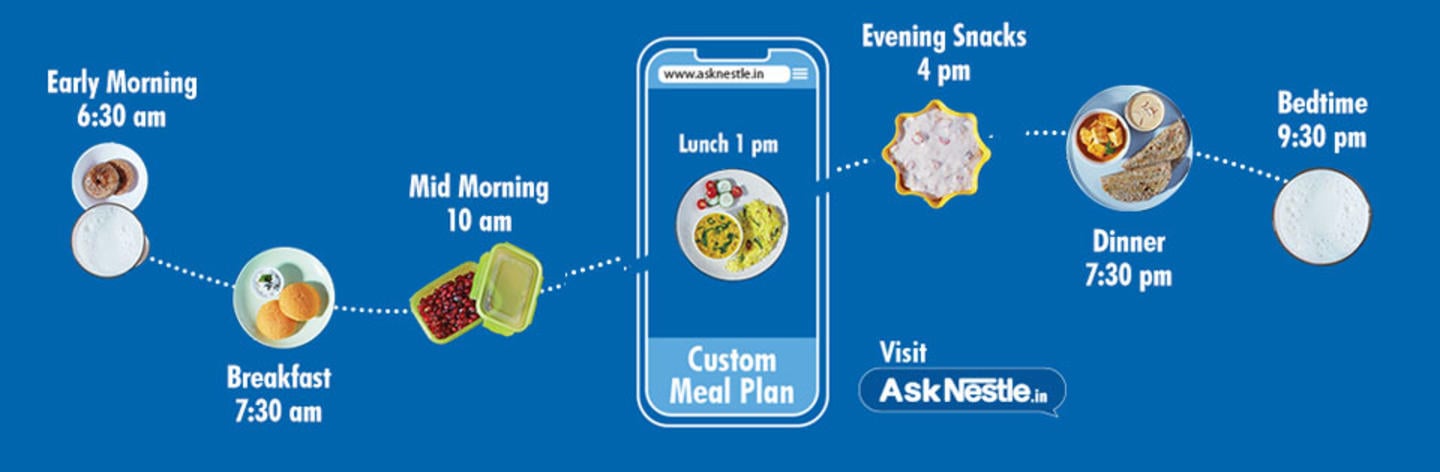 Early Morning
6:30 am
Breakfast
7:30 am
Mid Morning
10 am
www.asknestle.in
Lunch 1 pm
Custom
Meal Plan
Evening Snacks
4 pm
Dinner
7:30 pm
Bedtime
9:30 pm
Visit
AskNestle.in